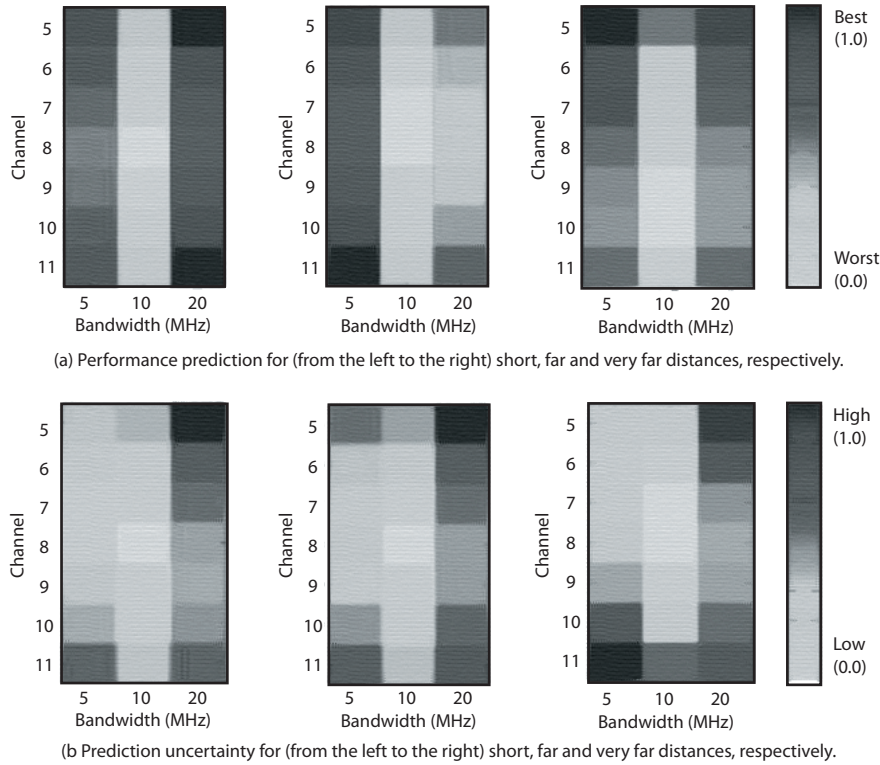 Channel
5
6
7
8
9
10
11
5 10 20
Bandwidth (MHz)
Channel
5
6
7
8
9
10
11
5 10 20
Bandwidth (MHz)
Channel
5
6
7
8
9
10
11
5 10 20
Bandwidth (MHz)
Best
(1.0)
Worst
(0.0)
(a) Performance prediction for (from the left to the right) short, far and very far distances, respectively.
Channel
5
6
7
8
9
10
11
5 10 20
Bandwidth (MHz)
Channel
5
6
7
8
9
10
11
5 10 20
Bandwidth (MHz)
Channel
5
6
7
8
9
10
11
5 10 20
Bandwidth (MHz)
High
(1.0)
Low
(0.0)
(b Prediction uncertainty for (from the left to the right) short, far and very far distances, respectively.